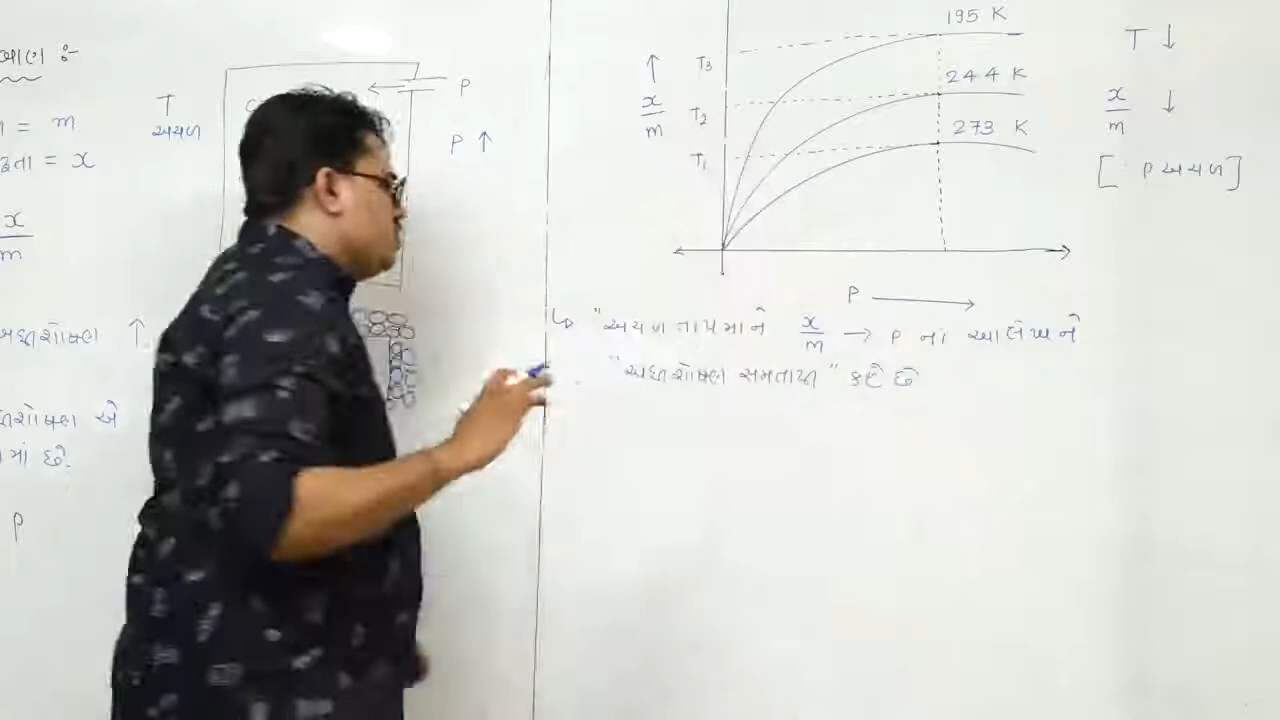 = m
= x
x/m
↑
એ
માં છે.
P
T
અચળ
P
P ↑
195 K
244 K
273 K
↑
x/m
T₃
T₂
T₁
P →
T ↓
x/m ↓
[ P અચળ ]
↳ "અચળ તાપમાને x/m → P નાં આલેખને
"અધિશોષણ સમતાપી" કહે છે